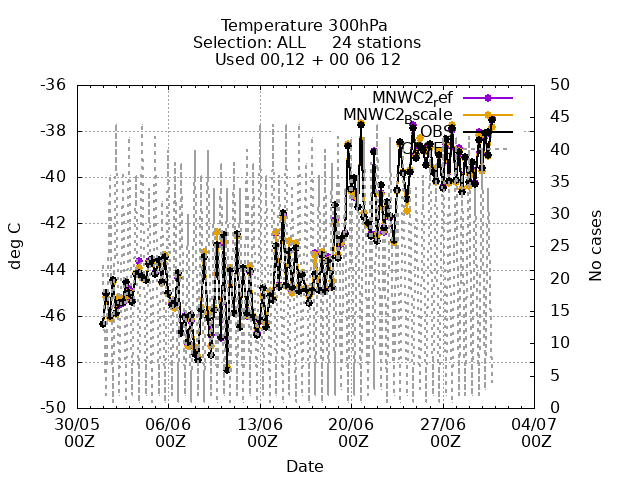 Temperature 300hPa
Selection: ALL 24 stations
Used 00,12 + 00 06 12
MNWC2ref
MNWC2Bscale
OBS
-36
-38
-40
-42
-44
-46
-48
-50
deg C
50
45
40
35
30
25
20
15
10
5
0
No cases
30/05 06/06 13/06 20/06 27/06 04/07
00Z 00Z 00Z 00Z 00Z 00Z
Date